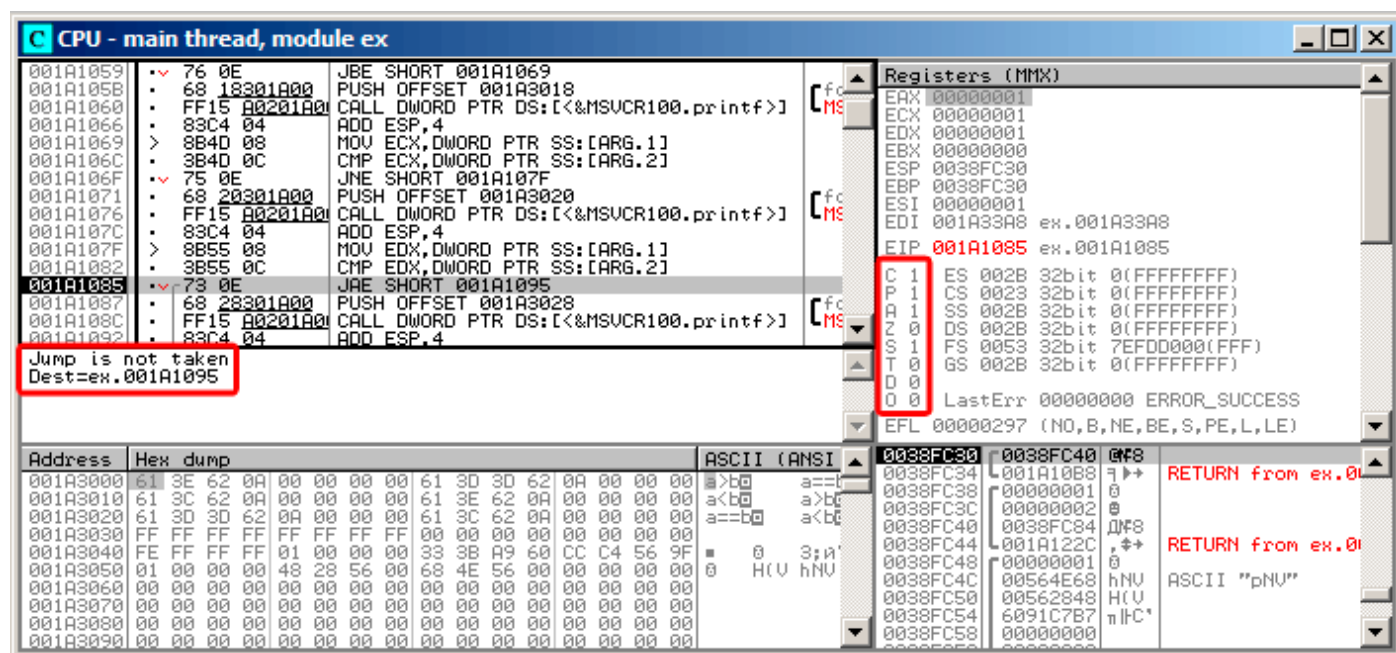 C CPU - main thread, module ex
001A1059 76 0E JBE SHORT 001A1069
001A105B 68 18301A00 PUSH OFFSET 001A3018
001A1060 FF15 A0201A0 CALL DWORD PTR DS:[<&MSVCR100.printf>]
001A1066 83C4 04 ADD ESP,4
001A1069 > 8B4D 08 MOV ECX,DWORD PTR SS:[ARG.1]
001A106C 3B4D 0C CMP ECX,DWORD PTR SS:[ARG.2]
001A106F 75 0E JNE SHORT 001A107F
001A1071 68 20301A00 PUSH OFFSET 001A3020
001A1076 FF15 A0201A0 CALL DWORD PTR DS:[<&MSVCR100.printf>]
001A107C 83C4 04 ADD ESP,4
001A107F > 8B55 08 MOV EDX,DWORD PTR SS:[ARG.1]
001A1082 3B55 0C CMP EDX,DWORD PTR SS:[ARG.2]
001A1085 73 0E JAE SHORT 001A1095
001A1087 68 28301A00 PUSH OFFSET 001A3028
001A108C FF15 A0201A0 CALL DWORD PTR DS:[<&MSVCR100.printf>]
001A1092 83C4 04 ADD ESP,4
Jump is not taken
Dest=ex.001A1095
Registers (MMX)
EAX 00000001
ECX 00000001
EDX 00000001
EBX 00000000
ESP 0038FC30
EBP 0038FC30
ESI 00000001
EDI 001A33A8 ex.001A33A8
EIP 001A1085 ex.001A1085
C 1 ES 002B 32bit 0(FFFFFFFF)
P 1 CS 0023 32bit 0(FFFFFFFF)
A 1 SS 002B 32bit 0(FFFFFFFF)
Z 0 DS 002B 32bit 0(FFFFFFFF)
S 1 FS 0053 32bit 7EFDD000(FFF)
T 0 GS 002B 32bit 0(FFFFFFFF)
D 0
O 0 LastErr 00000000 ERROR_SUCCESS
EFL 00000297 (NO,B,NE,BE,S,PE,L,LE)
Address Hex dump ASCII (ANSI
001A3000 61 3E 62 0A 00 00 00 00 61 3D 3D 62 0A 00 00 00 a>b a==b
001A3010 61 3C 62 0A 00 00 00 00 61 3E 62 0A 00 00 00 00 a<b a>b
001A3020 61 3D 3D 62 0A 00 00 00 61 3C 62 0A 00 00 00 00 a==b a<b
001A3030 FF FF FF FF FF FF FF FF 00 00 00 00 00 00 00 00
001A3040 FE FF FF FF 01 00 00 00 33 3B A9 60 CC C4 56 9F
001A3050 01 00 00 00 48 28 56 00 68 4E 56 00 00 00 00 00 H(V hNV
001A3060 00 00 00 00 00 00 00 00 00 00 00 00 00 00 00 00
001A3070 00 00 00 00 00 00 00 00 00 00 00 00 00 00 00 00
001A3080 00 00 00 00 00 00 00 00 00 00 00 00 00 00 00 00
001A3090 00 00 00 00 00 00 00 00 00 00 00 00 00 00 00 00
0038FC30 0038FC40
0038FC34 001A10B8 RETURN from ex.0
0038FC38 00000001
0038FC3C 00000002
0038FC40 0038FC84
0038FC44 001A122C RETURN from ex.0
0038FC48 00000001
0038FC4C 00564E68 hNV ASCII "pNV"
0038FC50 00562848 H(V
0038FC54 6091C7B7
0038FC58 00000000